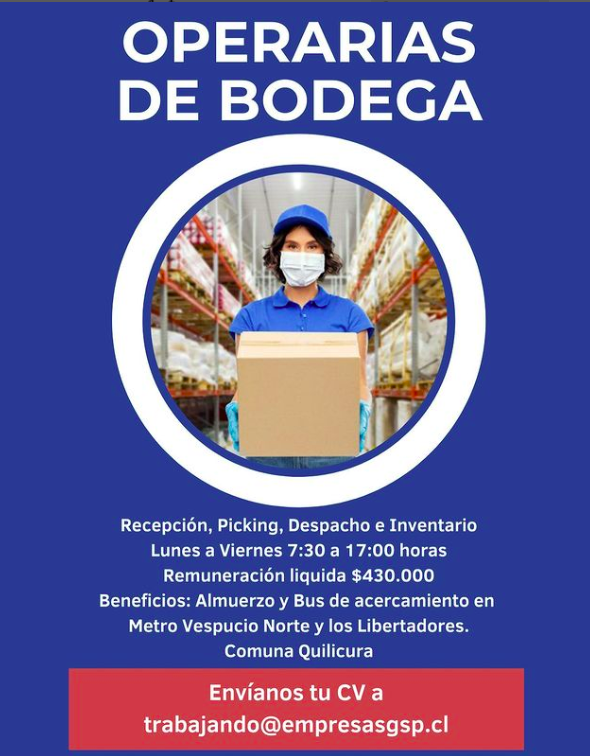 OPERARIAS
DE BODEGA
Recepción, Picking, Despacho e Inventario
Lunes a Viernes 7:30 a 17:00 horas
Remuneración liquida $430.000
Beneficios: Almuerzo y Bus de acercamiento en
Metro Vespucio Norte y los Libertadores.
Comuna Quilicura
Envíanos tu CV a
trabajando@empresasgsp.cl